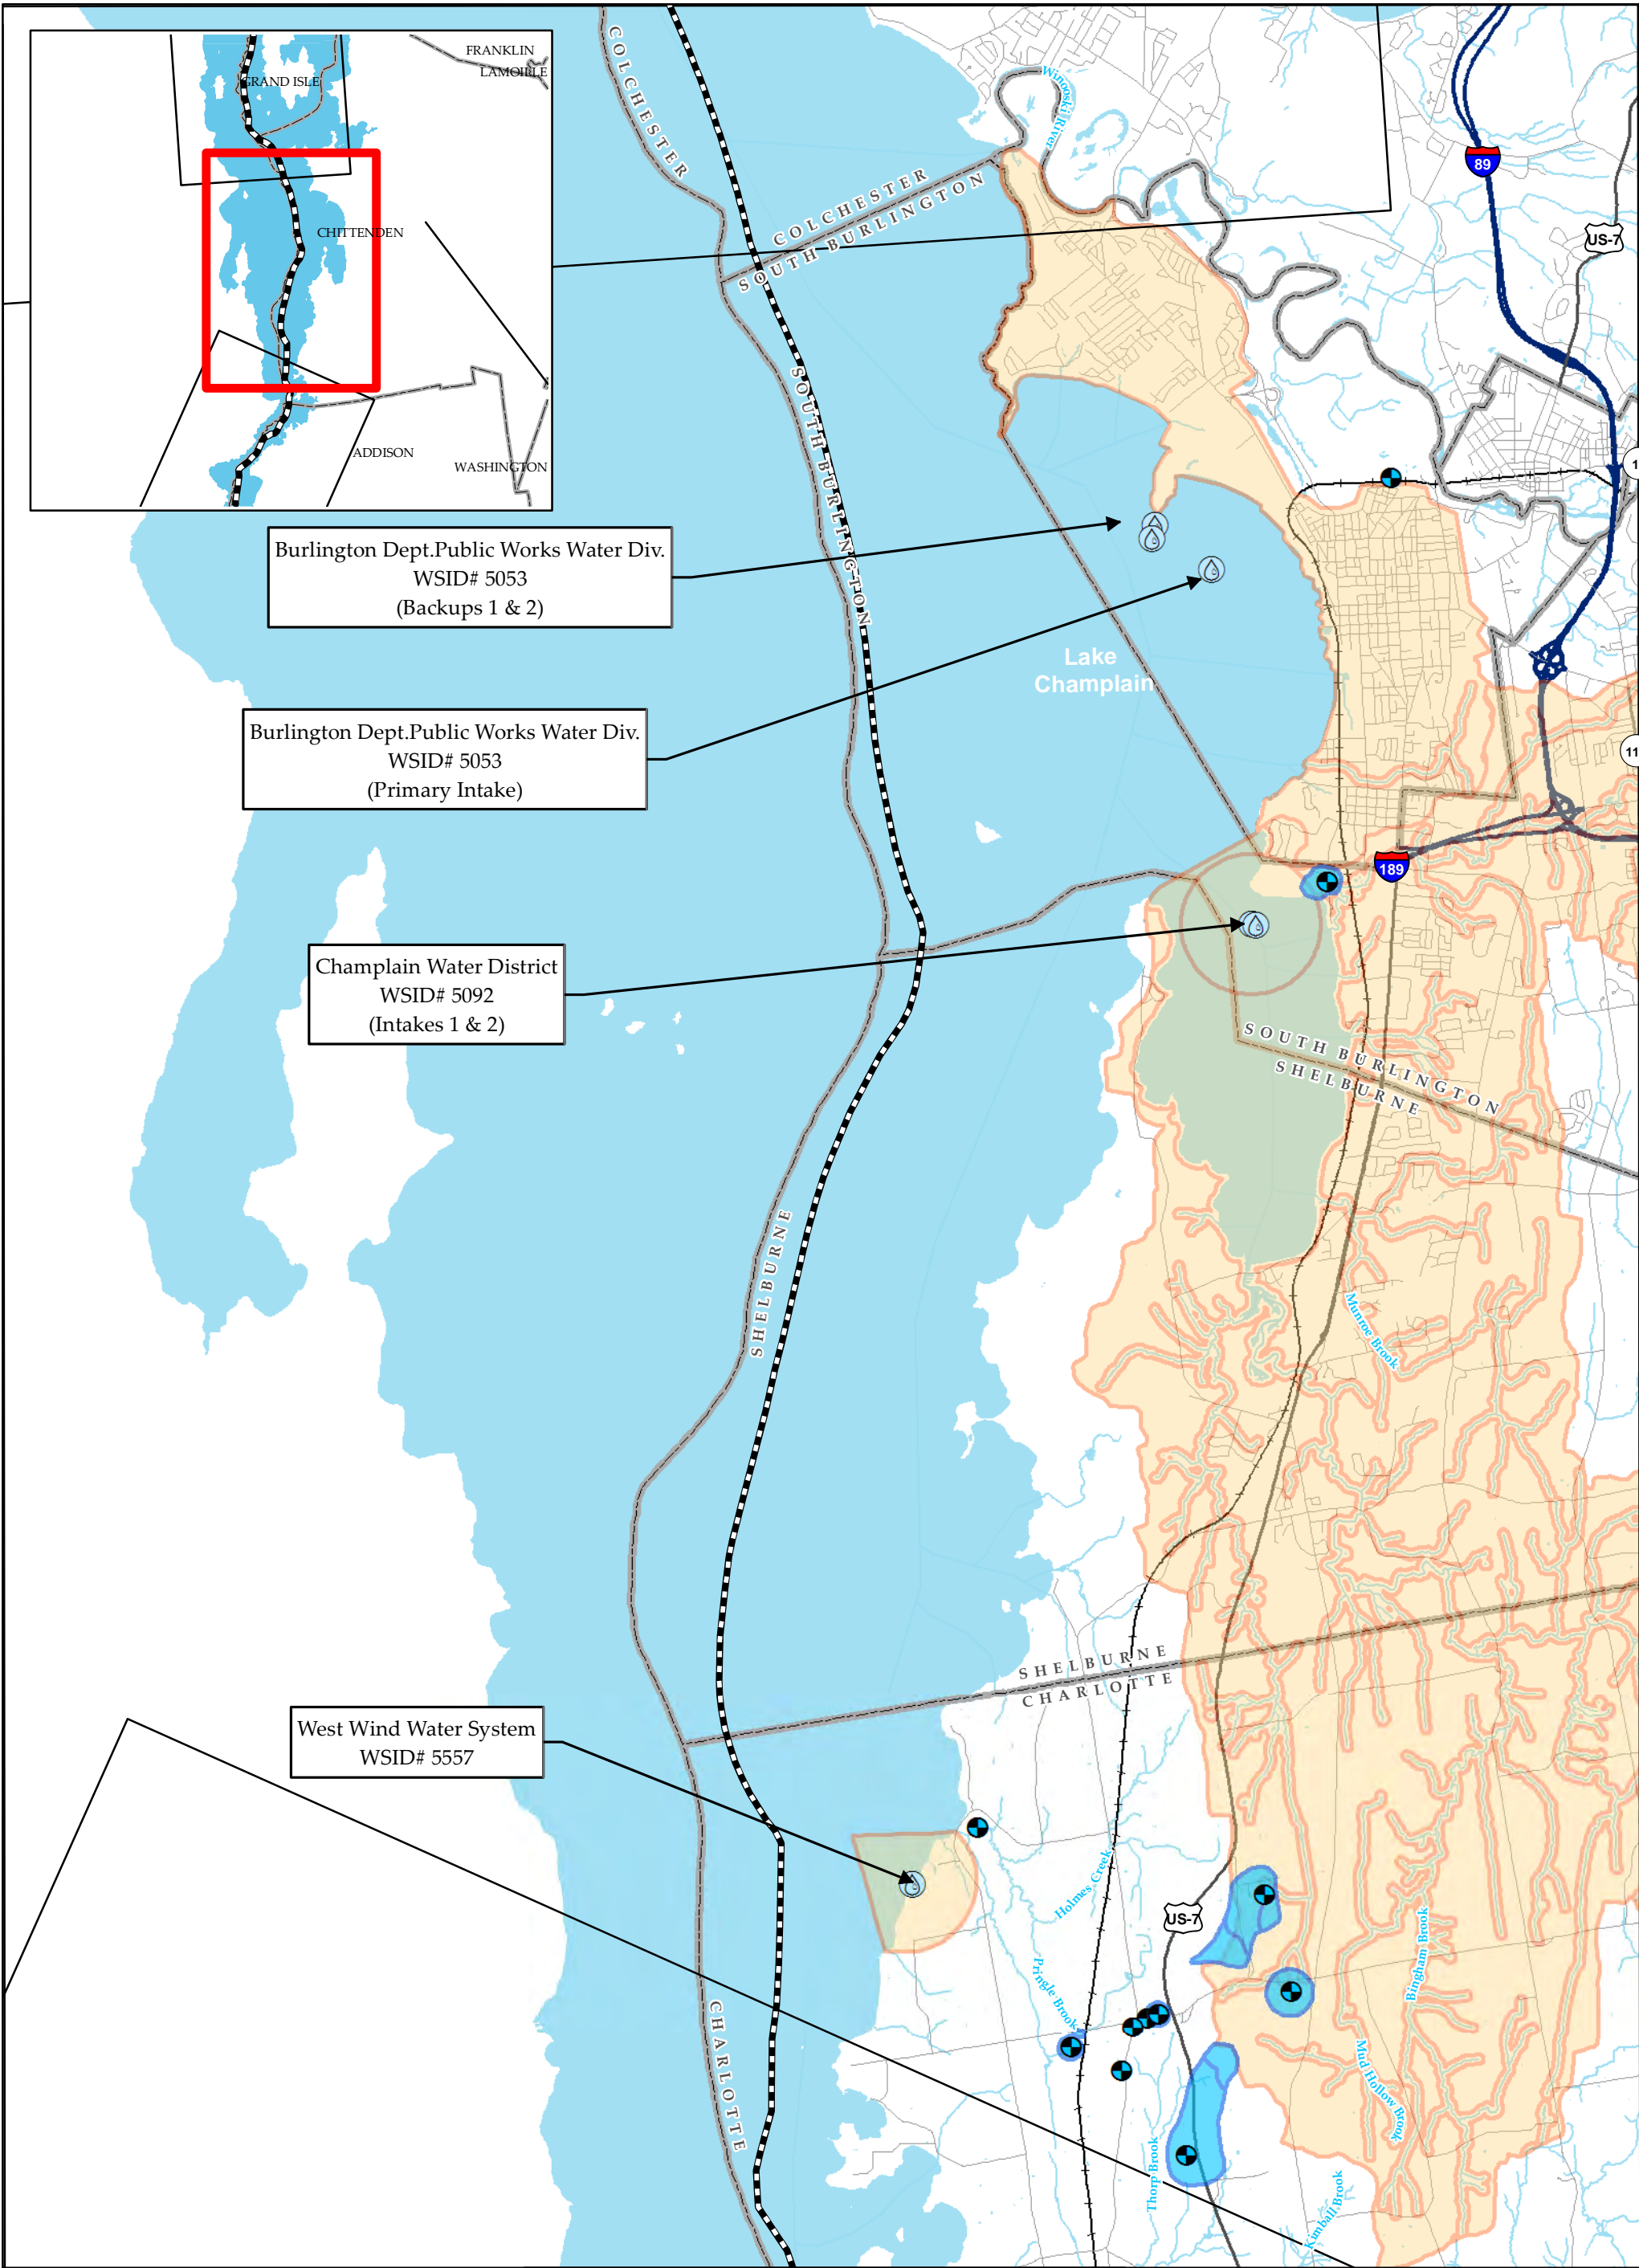 FRANKLIN
LAMOILLE
GRAND ISLE
CHITTENDEN
ADDISON
WASHINGTON
COLCHESTER
Winooski River
89
US-7
COLCHESTER
SOUTH BURLINGTON
SOUTH BURLINGTON
1
Burlington Dept.Public Works Water Div.
WSID# 5053
(Backups 1 & 2)
Lake
Champlain
Burlington Dept.Public Works Water Div.
WSID# 5053
(Primary Intake)
11
189
Champlain Water District
WSID# 5092
(Intakes 1 & 2)
SOUTH BURLINGTON
SHELBURNE
SHELBURNE
Munroe Brook
SHELBURNE
CHARLOTTE
West Wind Water System
WSID# 5557
Holmes Creek
US-7
Bingham Brook
Pringle Brook
CHARLOTTE
Mud Hollow Brook
Thorp Brook
Kimball Brook